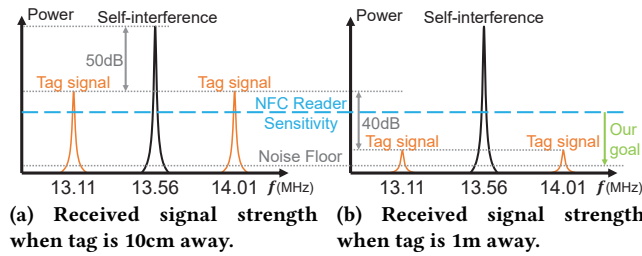 Power
Self-interference
50dB
Tag signal
Tag signal
NFC Reader
Sensitivity
Noise Floor
13.11
13.56
14.01
f(MHz)
Power
Self-interference
40dB
Tag signal
Tag signal
Our
goal
13.11
13.56
14.01
f(MHz)
(a) Received signal strength
when tag is 10cm away.
(b) Received signal strength
when tag is 1m away.